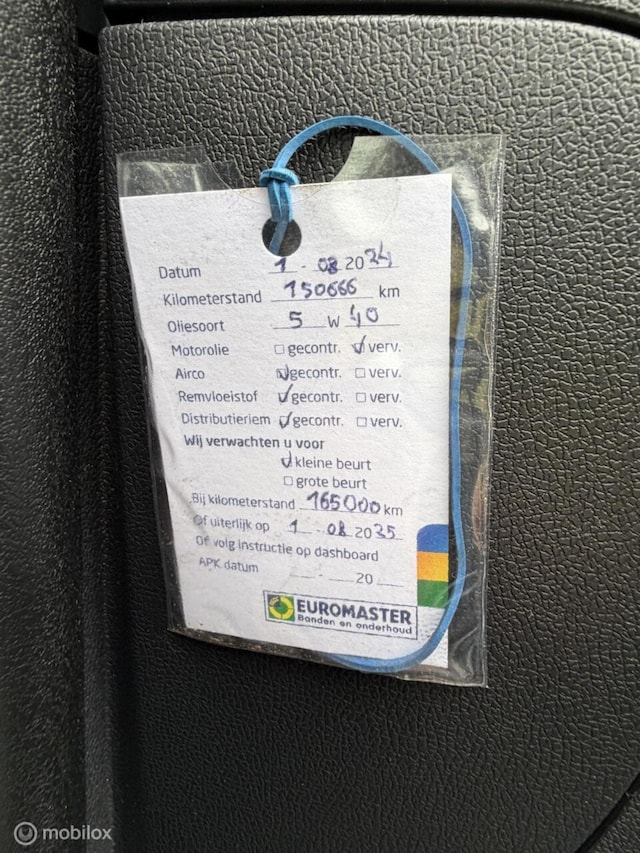 Datum 1 - 08 2024
Kilometerstand 150666 km
Oliesoort 5 W 40
Motorolie gecontr. verv.
Airco gecontr. verv.
Remvloeistof gecontr. verv.
Distributieriem gecontr. verv.
Wij verwachten u voor
kleine beurt
grote beurt
Bij kilometerstand 165000 km
Of uiterlijk op 1 - 08 2035
Of volg instructie op dashboard
APK datum - 20
EUROMASTER
Banden en onderhoud
mobilox